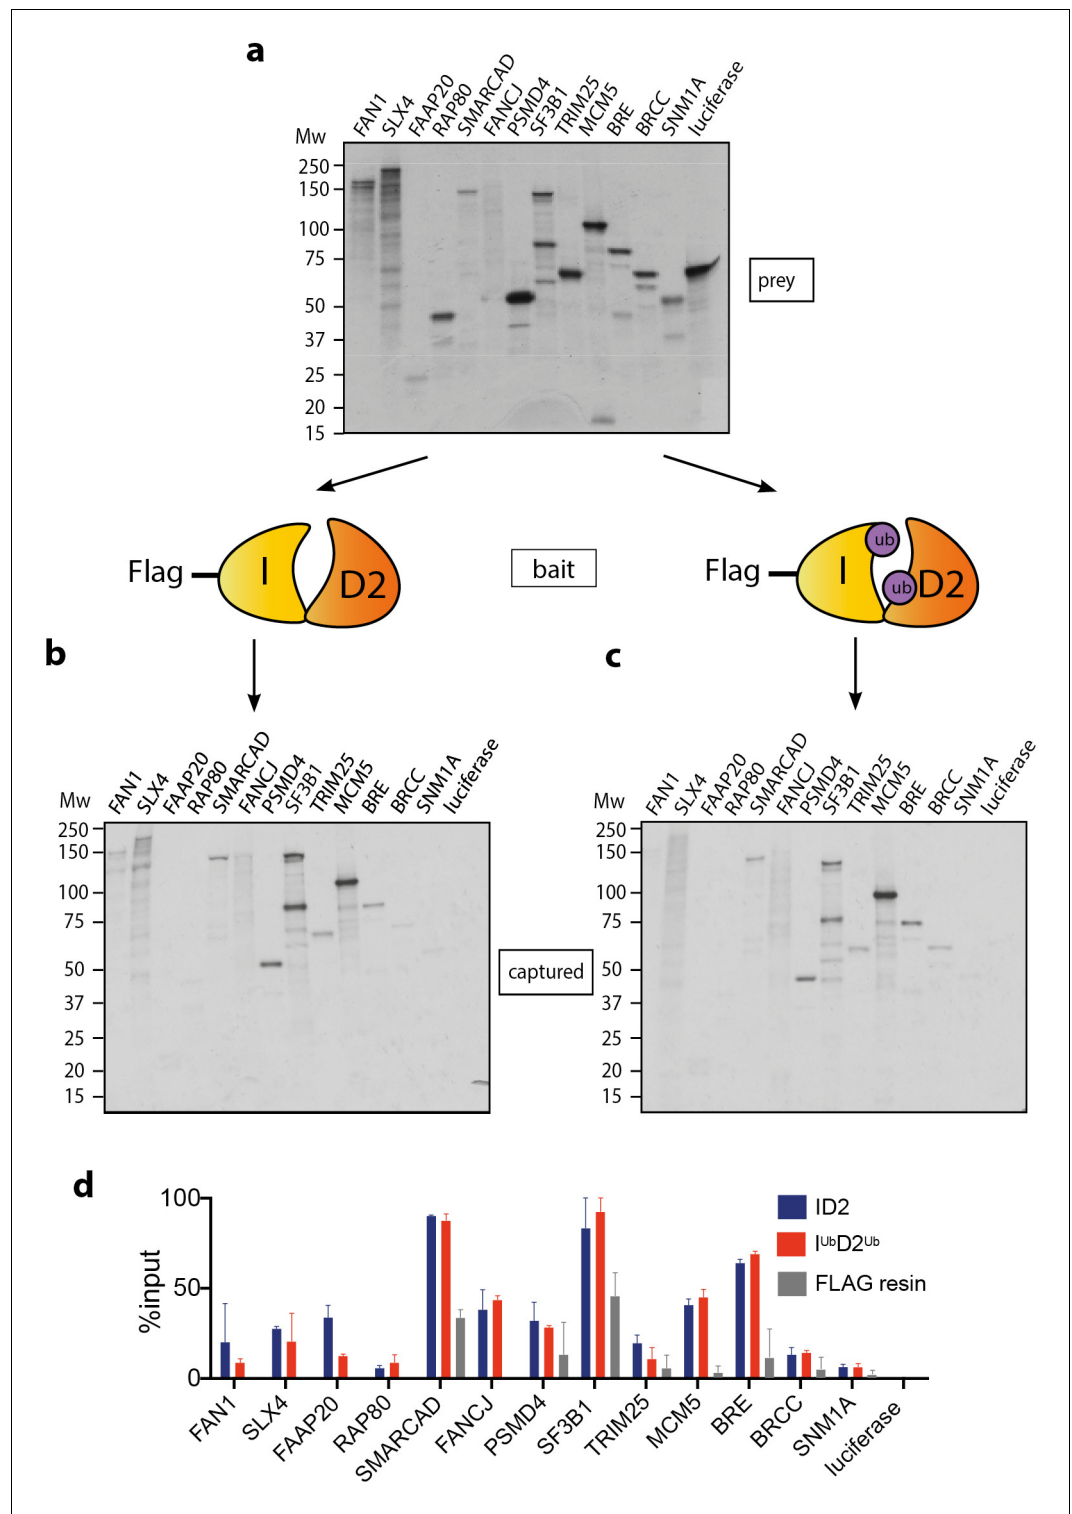 a
Mw
FAN1
SLX4
FAAP20
RAP80
SMARCAD
FANCJ
PSMD4
SF3B1
TRIM25
MCM5
BRE
BRCC
SNM1A
luciferase
250
150
100
75
50
37
25
20
15
prey
Flag
I
D2
bait
Flag
I
ub
ub
D2
b
Mw
FAN1
SLX4
FAAP20
RAP80
SMARCAD
FANCJ
PSMD4
SF3B1
TRIM25
MCM5
BRE
BRCC
SNM1A
luciferase
250
150
100
75
50
37
25
20
15
captured
c
Mw
FAN1
SLX4
FAAP20
RAP80
SMARCAD
FANCJ
PSMD4
SF3B1
TRIM25
MCM5
BRE
BRCC
SNM1A
luciferase
250
150
100
75
50
37
25
20
15
d
%input
100
50
0
ID2
IUbD2Ub
FLAG resin
FAN1
SLX4
FAAP20
RAP80
SMARCAD
FANCJ
PSMD4
SF3B1
TRIM25
MCM5
BRE
BRCC
SNM1A
luciferase